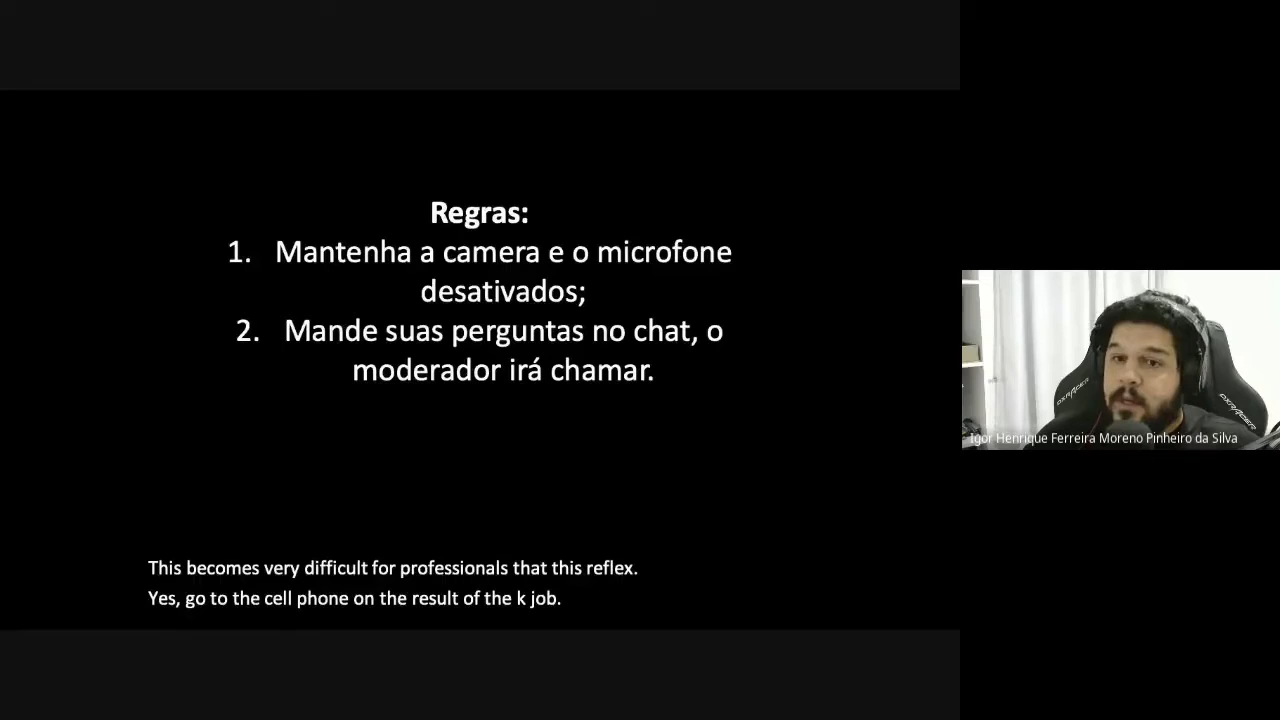 Regras:
1. Mantenha a camera e o microfone
desativados;
2. Mande suas perguntas no chat, o
moderador irá chamar.
DXRACER
DXRACER
Igor Henrique Ferreira Moreno Pinheiro da Silva
This becomes very difficult for professionals that this reflex.
Yes, go to the cell phone on the result of the k job.